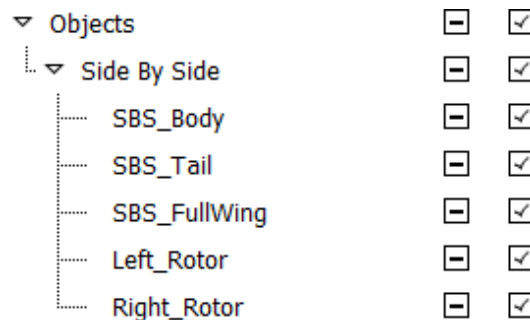 Objects
Side By Side
SBS_Body
SBS_Tail
SBS_FullWing
Left_Rotor
Right_Rotor